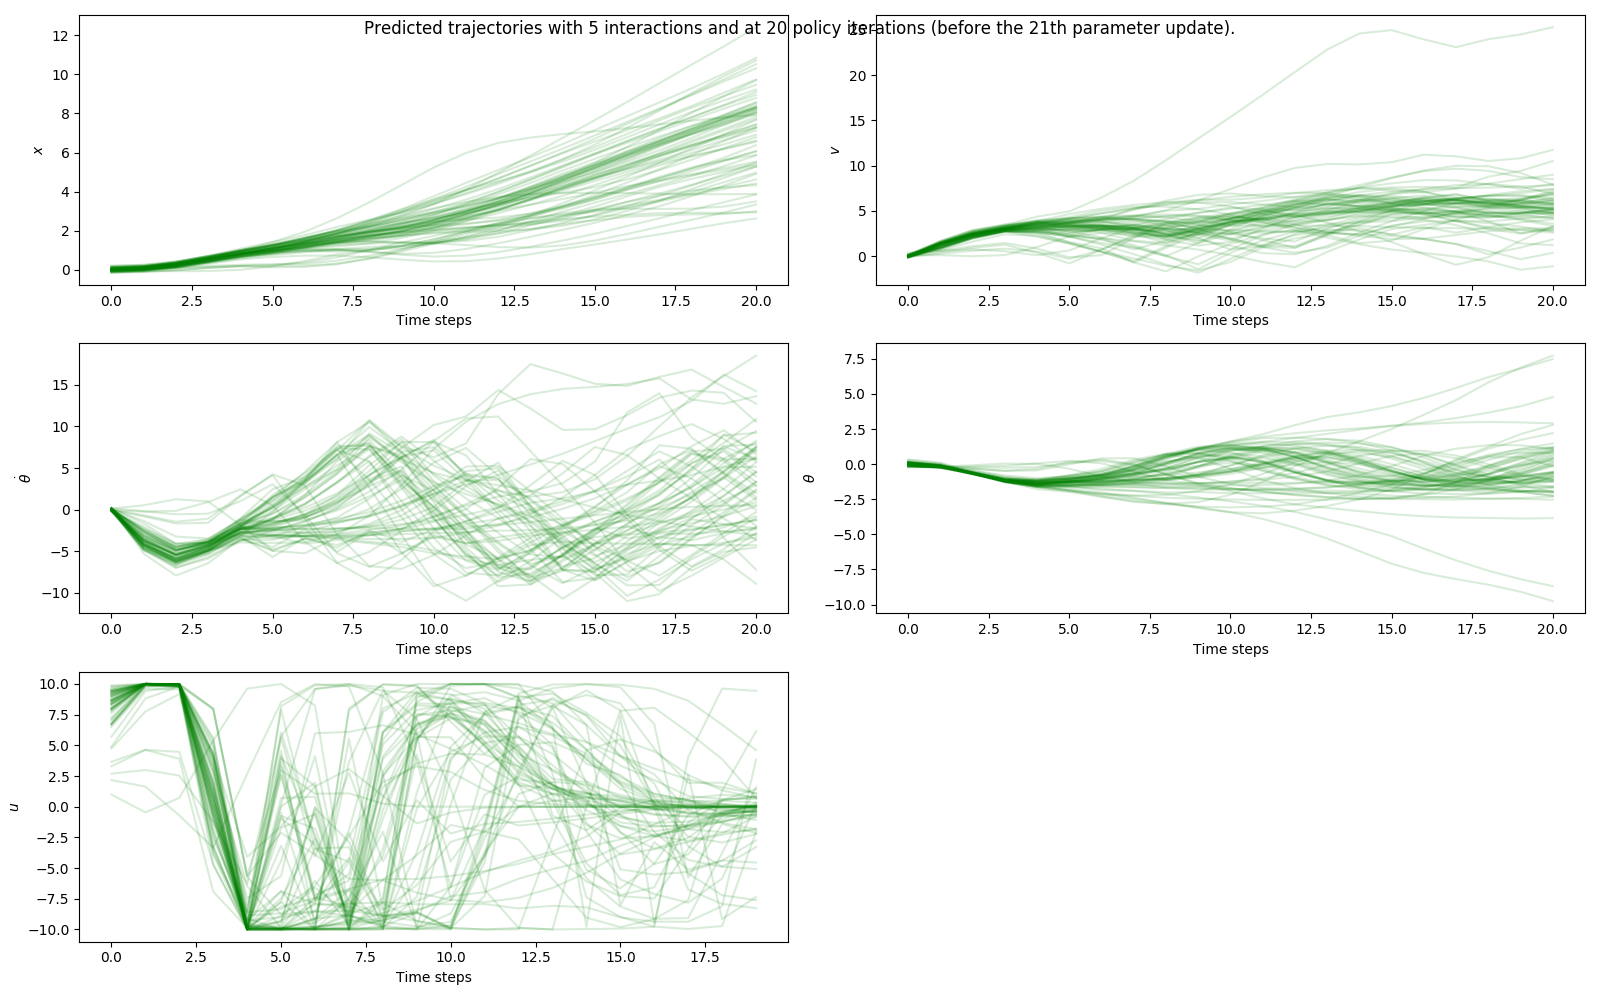 Predicted trajectories with 5 interactions and at 20 policy iterations (before the 21th parameter update).
12
10
8
6
4
2
0
x
0.0 2.5 5.0 7.5 10.0 12.5 15.0 17.5 20.0
Time steps
25
20
15
10
5
0
v
0.0 2.5 5.0 7.5 10.0 12.5 15.0 17.5 20.0
Time steps
15
10
5
0
−5
−10
θ̇
0.0 2.5 5.0 7.5 10.0 12.5 15.0 17.5 20.0
Time steps
7.5
5.0
2.5
0.0
−2.5
−5.0
−7.5
−10.0
θ
0.0 2.5 5.0 7.5 10.0 12.5 15.0 17.5 20.0
Time steps
10.0
7.5
5.0
2.5
0.0
−2.5
−5.0
−7.5
−10.0
u
0.0 2.5 5.0 7.5 10.0 12.5 15.0 17.5
Time steps